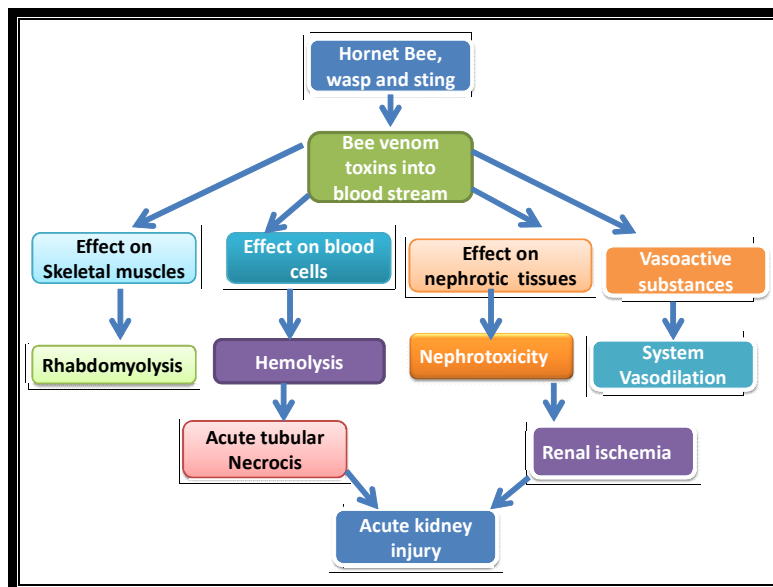 Hornet Bee,
wasp and sting
Bee venom
toxins into
blood stream
Effect on
Skeletal muscles
Effect on blood
cells
Effect on
nephrotic tissues
Vasoactive
substances
Rhabdomyolysis
Hemolysis
Nephrotoxicity
System
Vasodilation
Acute tubular
Necrocis
Renal ischemia
Acute kidney
injury